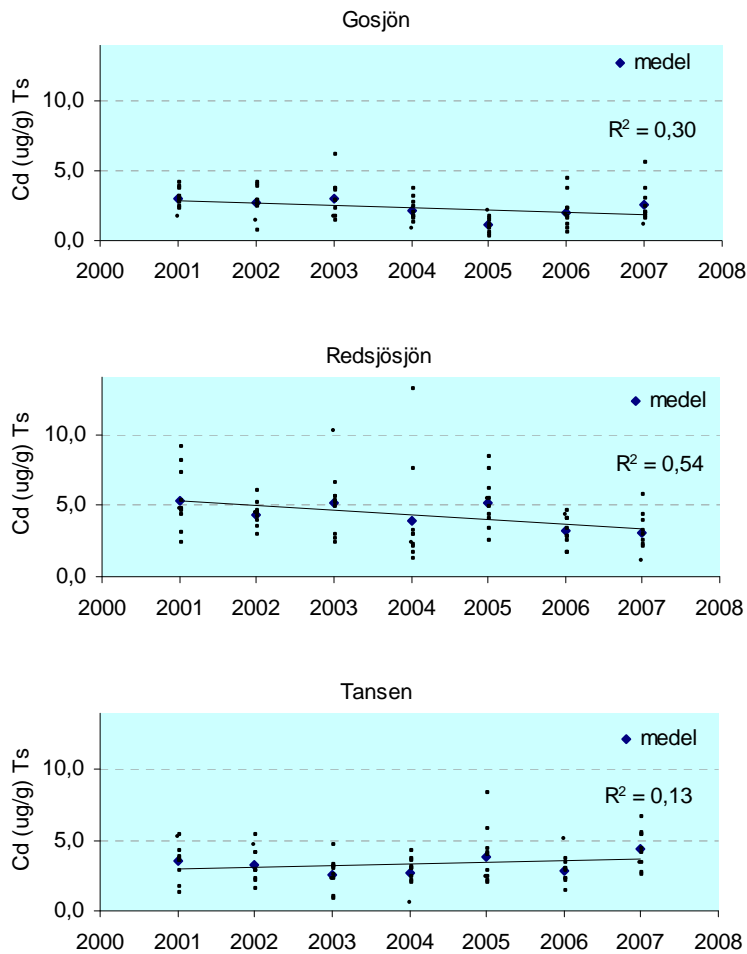 Gosjön
Cd (ug/g) Ts
medel
10,0
R² = 0,30
5,0
0,0
2000 2001 2002 2003 2004 2005 2006 2007 2008
Redsjösjön
Cd (ug/g) Ts
medel
10,0
R² = 0,54
5,0
0,0
2000 2001 2002 2003 2004 2005 2006 2007 2008
Tansen
Cd (ug/g) Ts
medel
10,0
R² = 0,13
5,0
0,0
2000 2001 2002 2003 2004 2005 2006 2007 2008